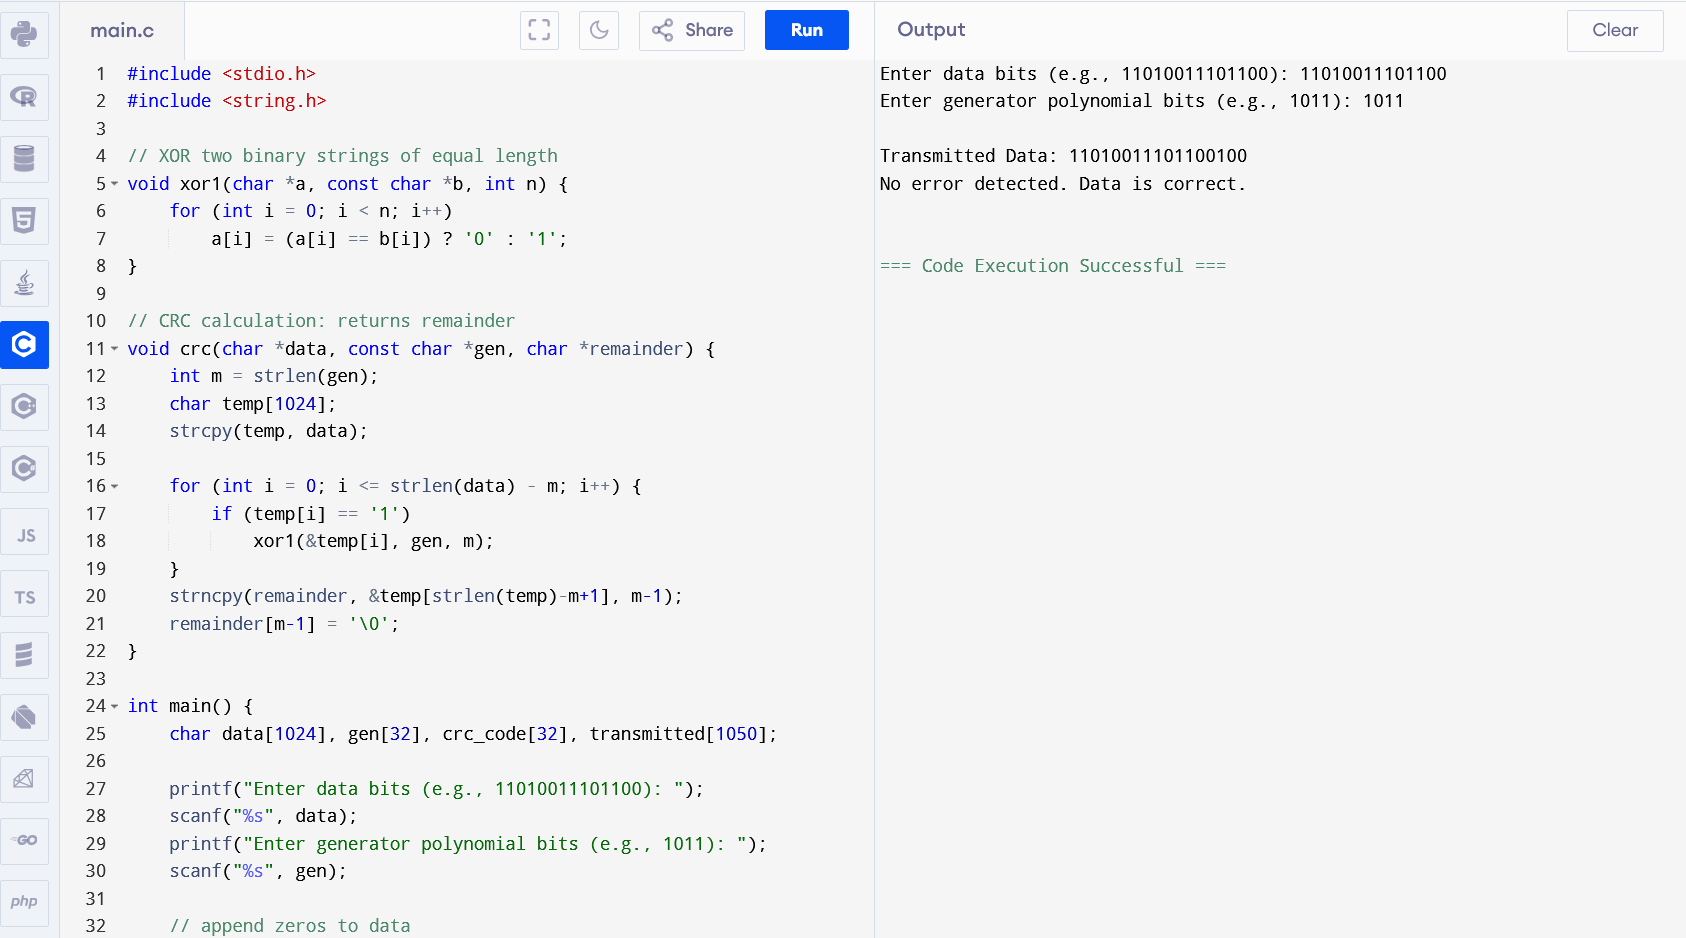 main.c
Share
Run
Output
Clear
1 #include <stdio.h>
2 #include <string.h>
3
4 // XOR two binary strings of equal length
5 void xor1(char *a, const char *b, int n) {
6     for (int i = 0; i < n; i++)
7         a[i] = (a[i] == b[i]) ? '0' : '1';
8 }
9
10 // CRC calculation: returns remainder
11 void crc(char *data, const char *gen, char *remainder) {
12     int m = strlen(gen);
13     char temp[1024];
14     strcpy(temp, data);
15
16     for (int i = 0; i <= strlen(data) - m; i++) {
17         if (temp[i] == '1')
18             xor1(&temp[i], gen, m);
19     }
20     strncpy(remainder, &temp[strlen(temp)-m+1], m-1);
21     remainder[m-1] = '\0';
22 }
23
24 int main() {
25     char data[1024], gen[32], crc_code[32], transmitted[1050];
26
27     printf("Enter data bits (e.g., 11010011101100): ");
28     scanf("%s", data);
29     printf("Enter generator polynomial bits (e.g., 1011): ");
30     scanf("%s", gen);
31
32     // append zeros to data
Enter data bits (e.g., 11010011101100): 11010011101100
Enter generator polynomial bits (e.g., 1011): 1011
Transmitted Data: 11010011101100100
No error detected. Data is correct.
=== Code Execution Successful ===
R
5
C
C
C
JS
TS
GO
php